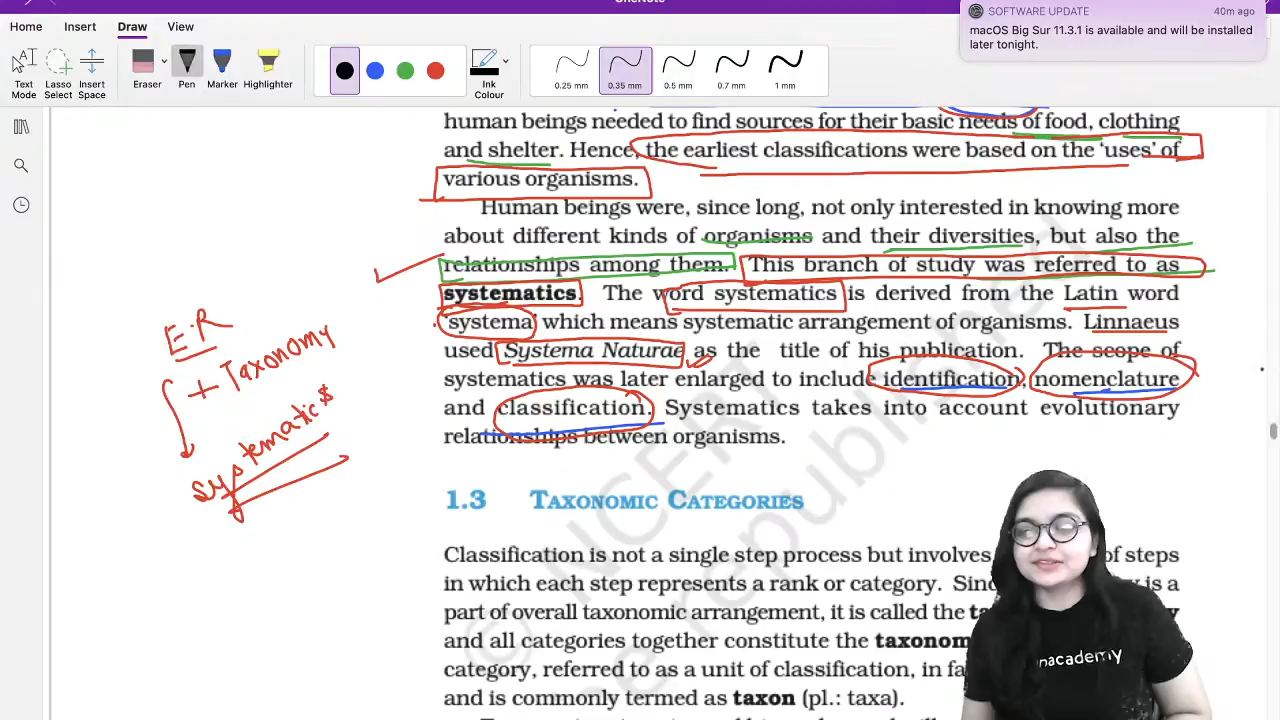 OneNote
SOFTWARE UPDATE 40m ago
macOS Big Sur 11.3.1 is available and will be installed
later tonight.
Home Insert Draw View
Text Mode
Lasso Select
Insert Space
Eraser
Pen
Marker
Highlighter
Ink Colour
0.25 mm
0.35 mm
0.5 mm
0.7 mm
1 mm
human beings needed to find sources for their basic needs of food, clothing
and shelter. Hence, the earliest classifications were based on the 'uses' of
various organisms.
Human beings were, since long, not only interested in knowing more
about different kinds of organisms and their diversities, but also the
relationships among them. This branch of study was referred to as
systematics. The word systematics is derived from the Latin word
'systema' which means systematic arrangement of organisms. Linnaeus
used Systema Naturae as the title of his publication. The scope of
systematics was later enlarged to include identification, nomenclature
and classification. Systematics takes into account evolutionary
relationships between organisms.
E.R
+ Taxonomy
Systematics
1.3 TAXONOMIC CATEGORIES
Classification is not a single step process but involves of steps
in which each step represents a rank or category. is a
part of overall taxonomic arrangement, it is called the
and all categories together constitute the
category, referred to as a unit of classification, in
and is commonly termed as taxon (pl.: taxa).
© NCERT
republished
unacademy